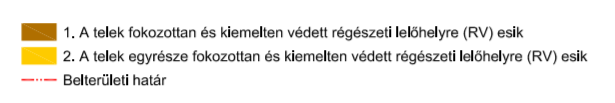 1. A telek fokozottan és kiemelten védett régészeti lelőhelyre (RV) esik
2. A telek egyrésze fokozottan és kiemelten védett régészeti lelőhelyre (RV) esik
Belterületi határ